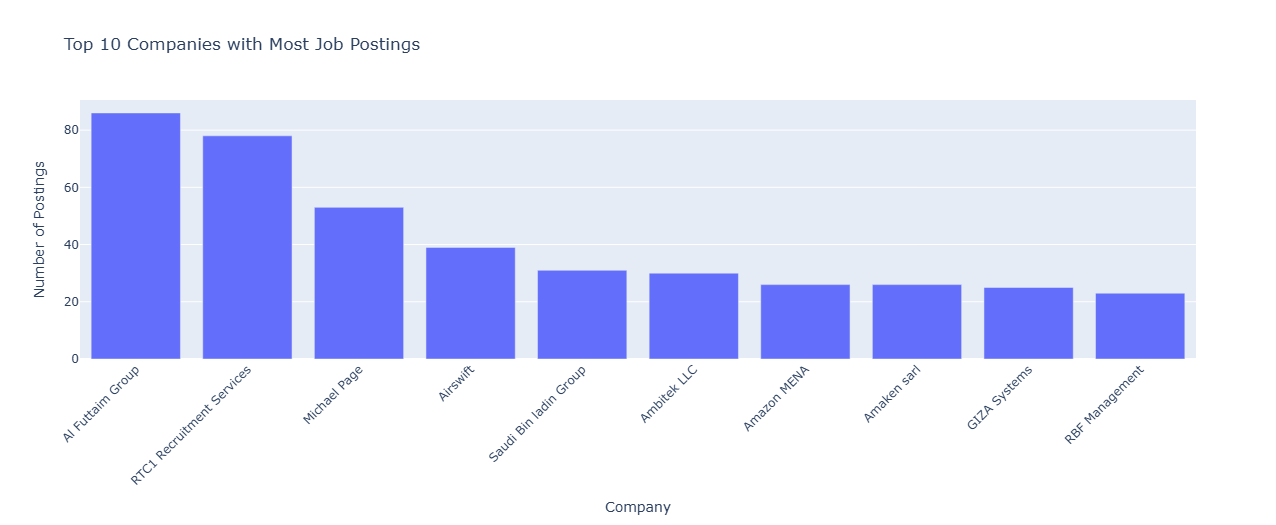 Top 10 Companies with Most Job Postings
Number of Postings
80
60
40
20
0
Al Futtaim Group
RTC1 Recruitment Services
Michael Page
Airswift
Saudi Bin ladin Group
Ambitek LLC
Amazon MENA
Amaken sarl
GIZA Systems
RBF Management
Company